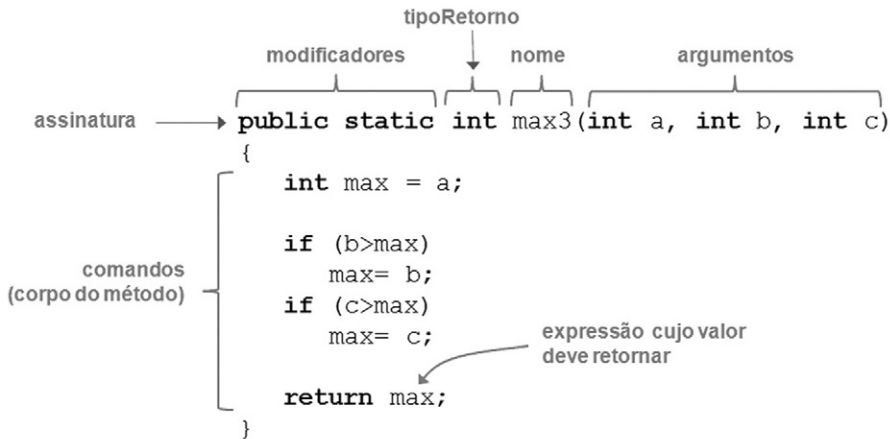 tipoRetorno
modificadores nome argumentos
assinatura public static int max3(int a, int b, int c)
{
int max = a;
if (b>max)
max= b;
comandos
(corpo do método)
if (c>max)
max= c;
expressão cujo valor
deve retornar
return max;
}